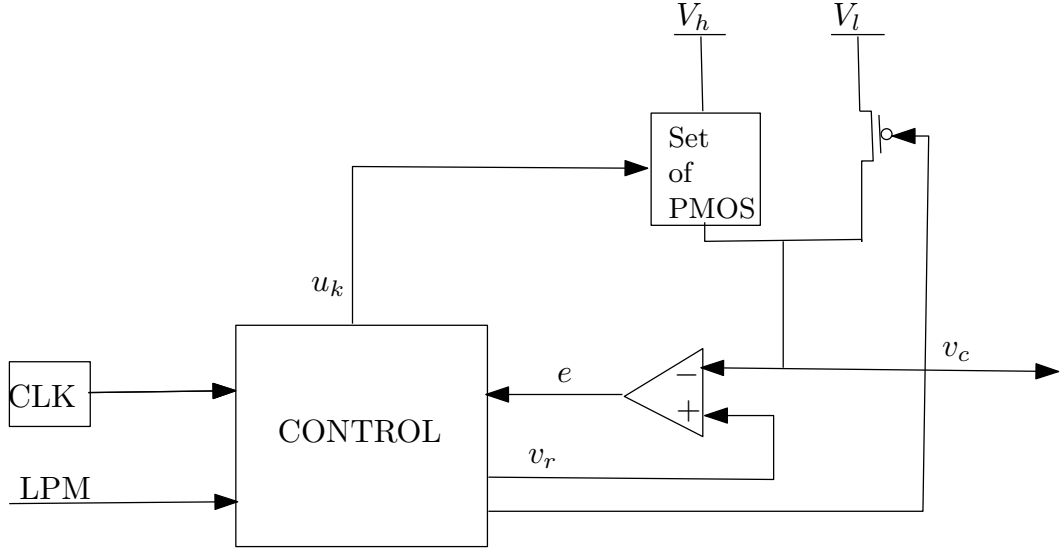 V_h
V_l
Set
of
PMOS
u_k
v_c
CLK
e
−
+
CONTROL
v_r
LPM